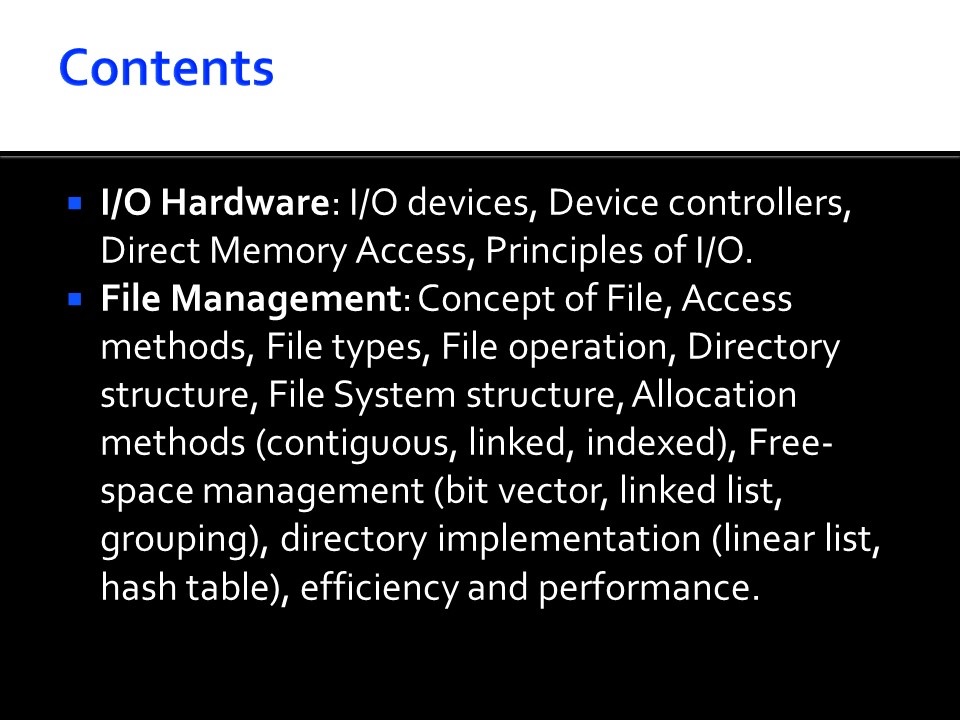 Contents
I/O Hardware: I/O devices, Device controllers,
Direct Memory Access, Principles of I/O.
File Management: Concept of File, Access
methods, File types, File operation, Directory
structure, File System structure, Allocation
methods (contiguous, linked, indexed), Free-
space management (bit vector, linked list,
grouping), directory implementation (linear list,
hash table), efficiency and performance.